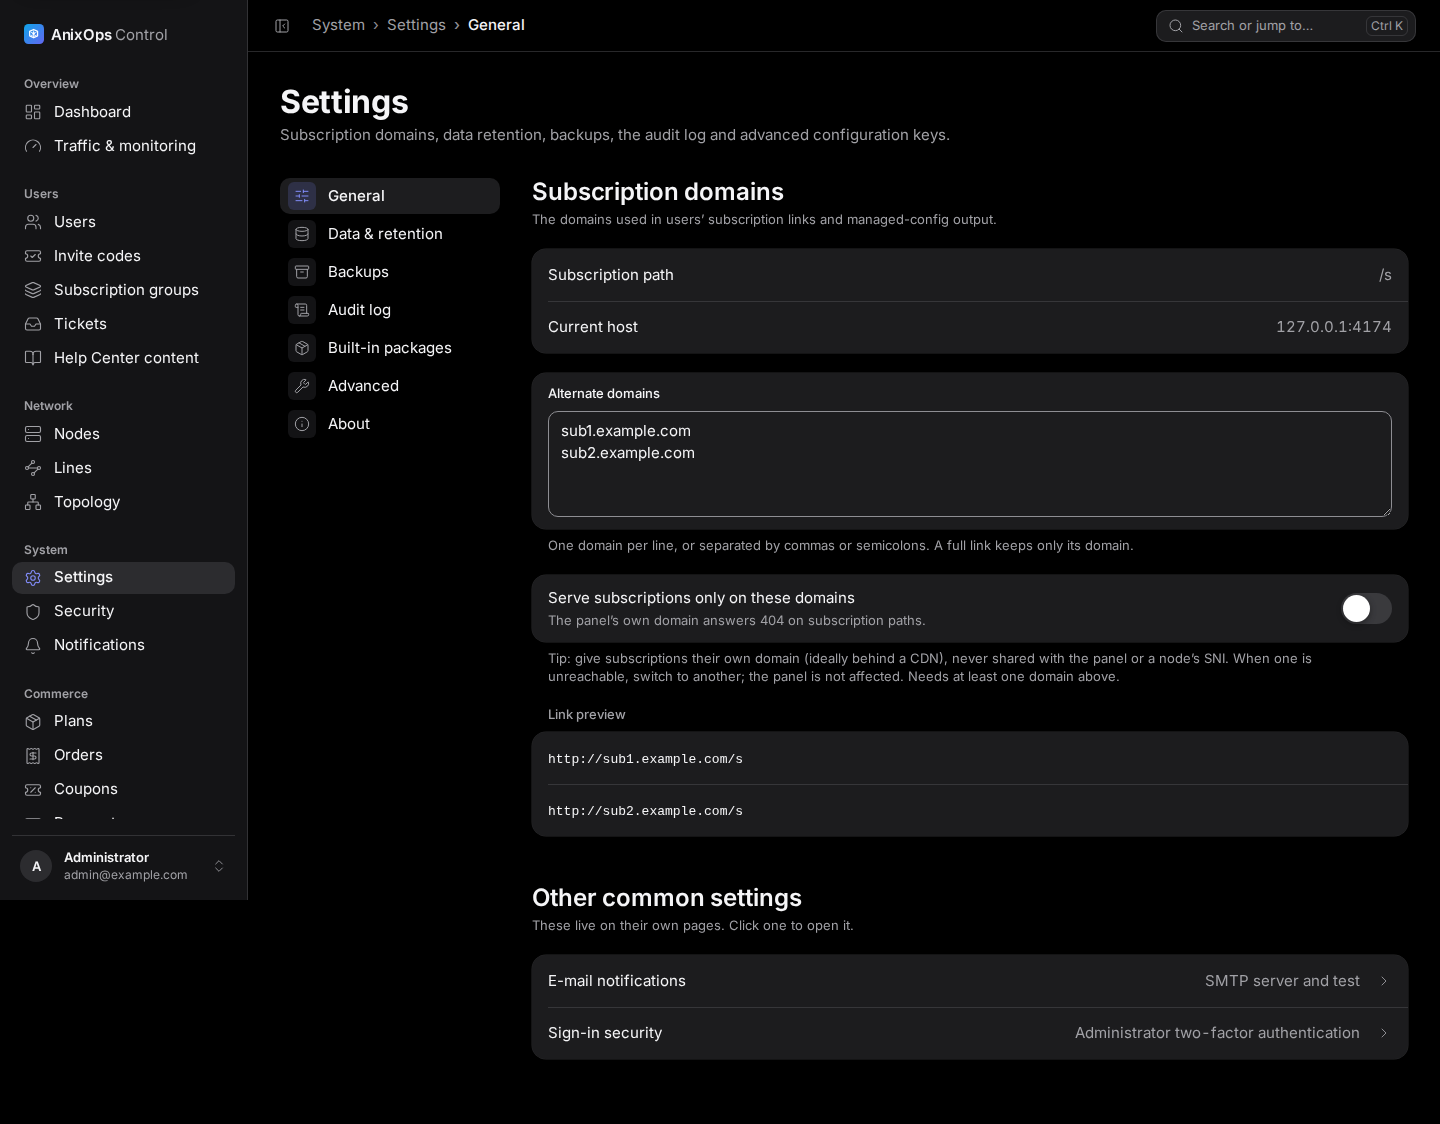 AnixOps Control
Overview
Dashboard
Traffic & monitoring
Users
Users
Invite codes
Subscription groups
Tickets
Help Center content
Network
Nodes
Lines
Topology
System
Settings
Security
Notifications
Commerce
Plans
Orders
Coupons
A
Administrator
admin@example.com
System › Settings › General
Search or jump to...
Ctrl K
Settings
Subscription domains, data retention, backups, the audit log and advanced configuration keys.
General
Data & retention
Backups
Audit log
Built-in packages
Advanced
About
Subscription domains
The domains used in users’ subscription links and managed-config output.
Subscription path /s
Current host 127.0.0.1:4174
Alternate domains
sub1.example.com
sub2.example.com
One domain per line, or separated by commas or semicolons. A full link keeps only its domain.
Serve subscriptions only on these domains
The panel’s own domain answers 404 on subscription paths.
Tip: give subscriptions their own domain (ideally behind a CDN), never shared with the panel or a node’s SNI. When one is
unreachable, switch to another; the panel is not affected. Needs at least one domain above.
Link preview
http://sub1.example.com/s
http://sub2.example.com/s
Other common settings
These live on their own pages. Click one to open it.
E-mail notifications SMTP server and test
Sign-in security Administrator two-factor authentication